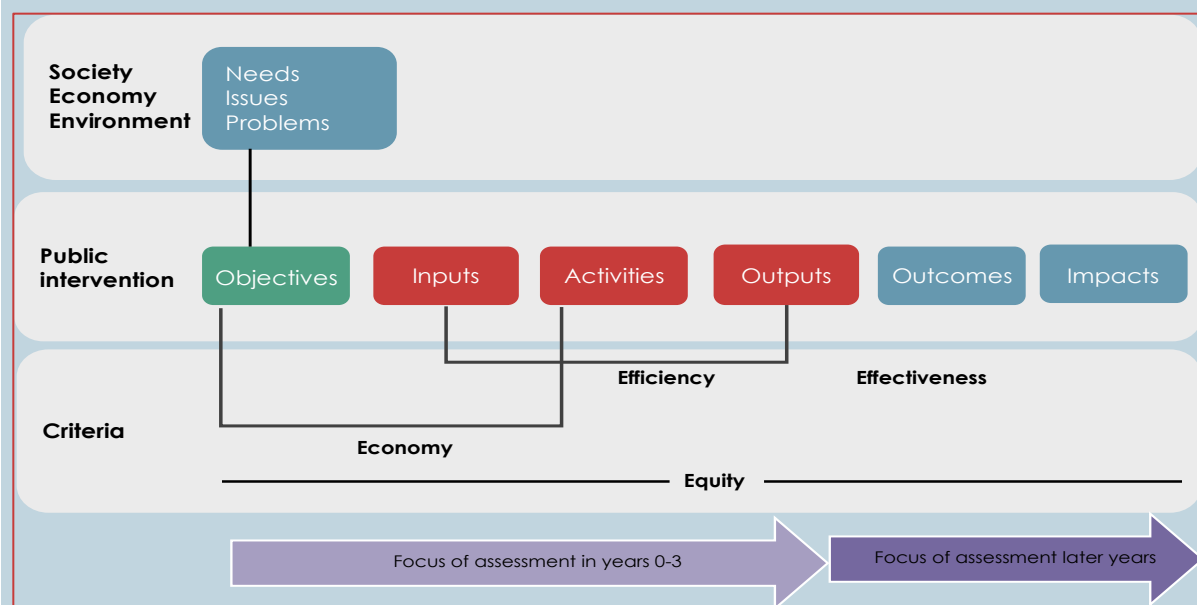 Society
Economy
Environment
Needs
Issues
Problems
Public
intervention
Objectives
Inputs
Activities
Outputs
Outcomes
Impacts
Efficiency
Effectiveness
Criteria
Economy
Equity
Focus of assessment in years 0-3
Focus of assessment later years